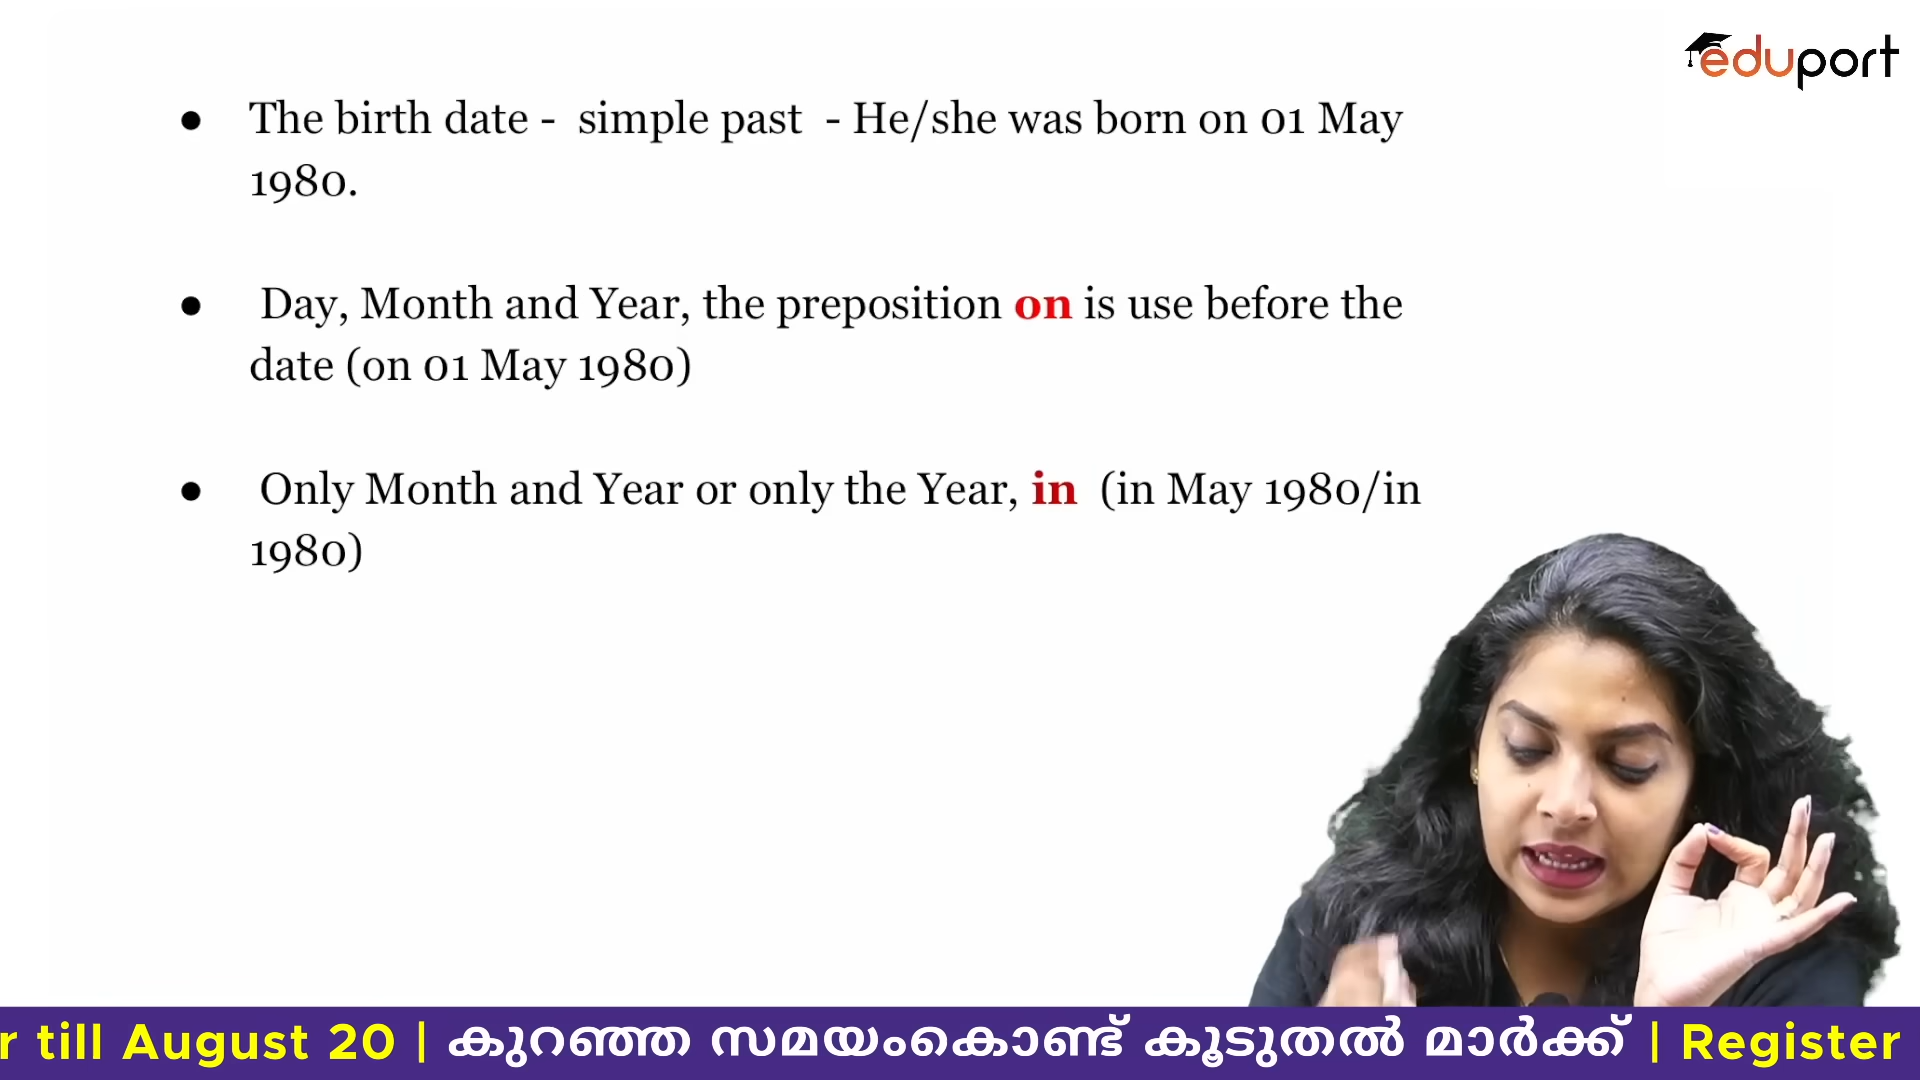 eduport
● The birth date - simple past - He/she was born on 01 May
1980.
● Day, Month and Year, the preposition on is use before the
date (on 01 May 1980)
● Only Month and Year or only the Year, in (in May 1980/in
1980)
r till August 20 | കുറഞ്ഞ സമയംകൊണ്ട് കൂടുതൽ മാർക്ക് | Register